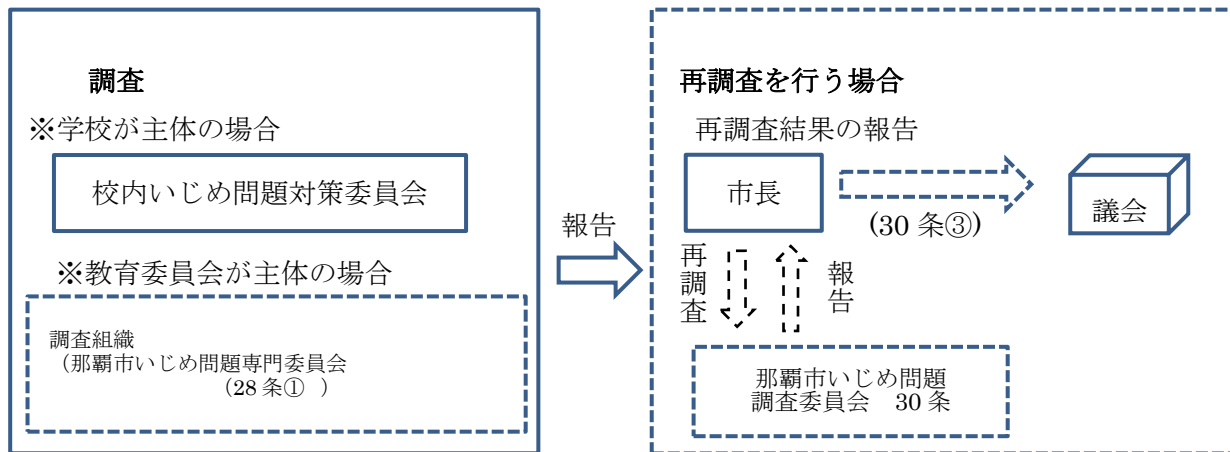 調査
※学校が主体の場合
校内いじめ問題対策委員会
※教育委員会が主体の場合
調査組織
(那覇市いじめ問題専門委員会
(28条① )
報告
再調査を行う場合
再調査結果の報告
市長
(30条③)
議会
再調査
報告
那覇市いじめ問題
調査委員会 30条